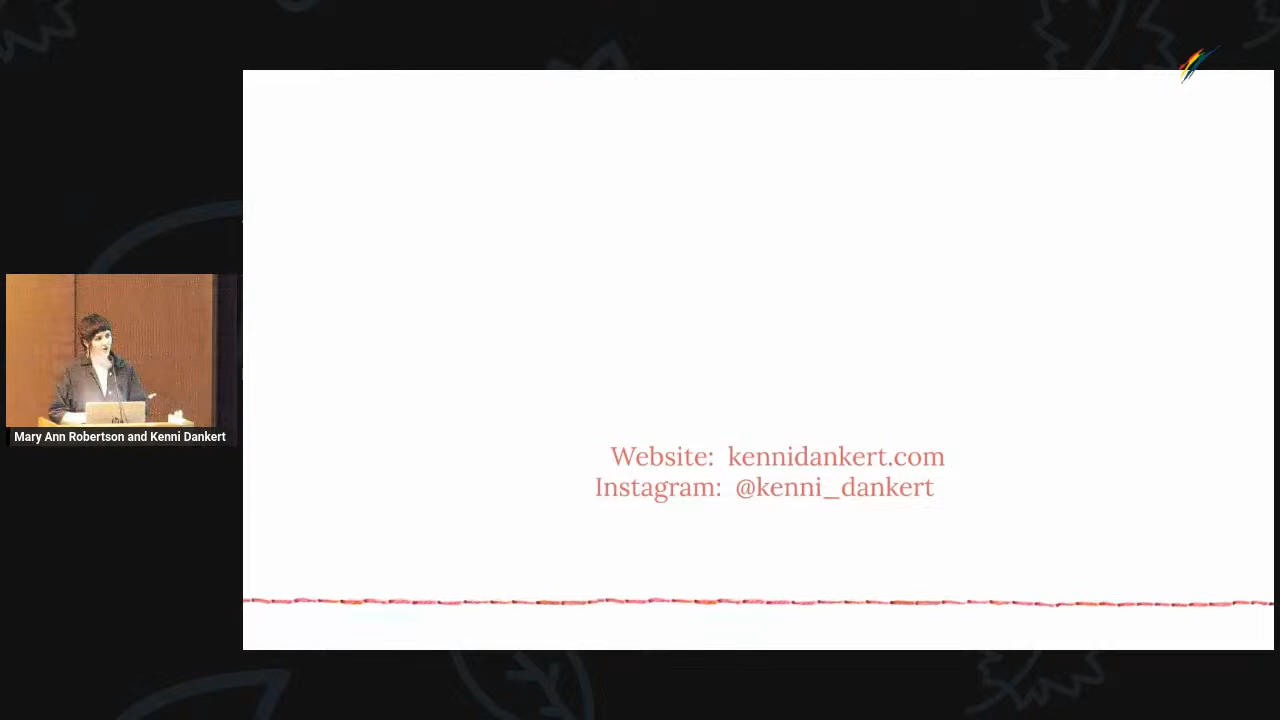 Mary Ann Robertson and Kenni Dankert
Website: kennidankert.com
Instagram: @kenni_dankert